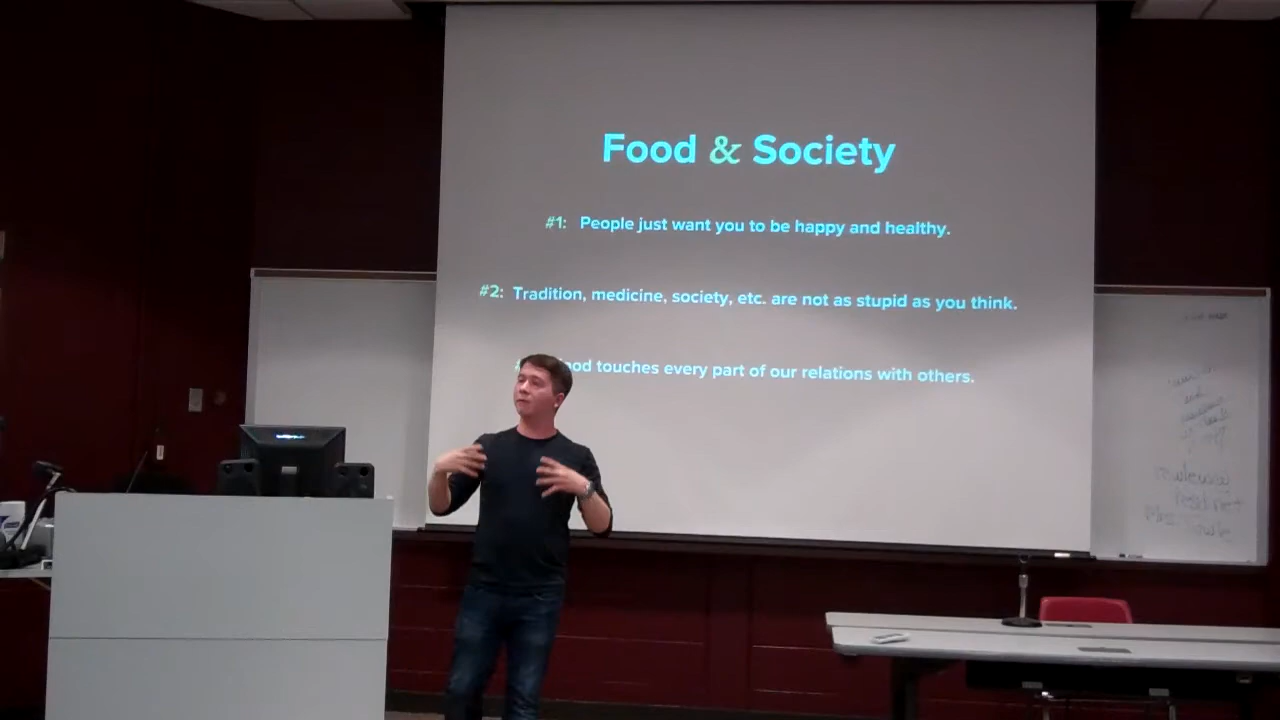 Food & Society
#1: People just want you to be happy and healthy.
#2: Tradition, medicine, society, etc. are not as stupid as you think.
touches every part of our relations with others.